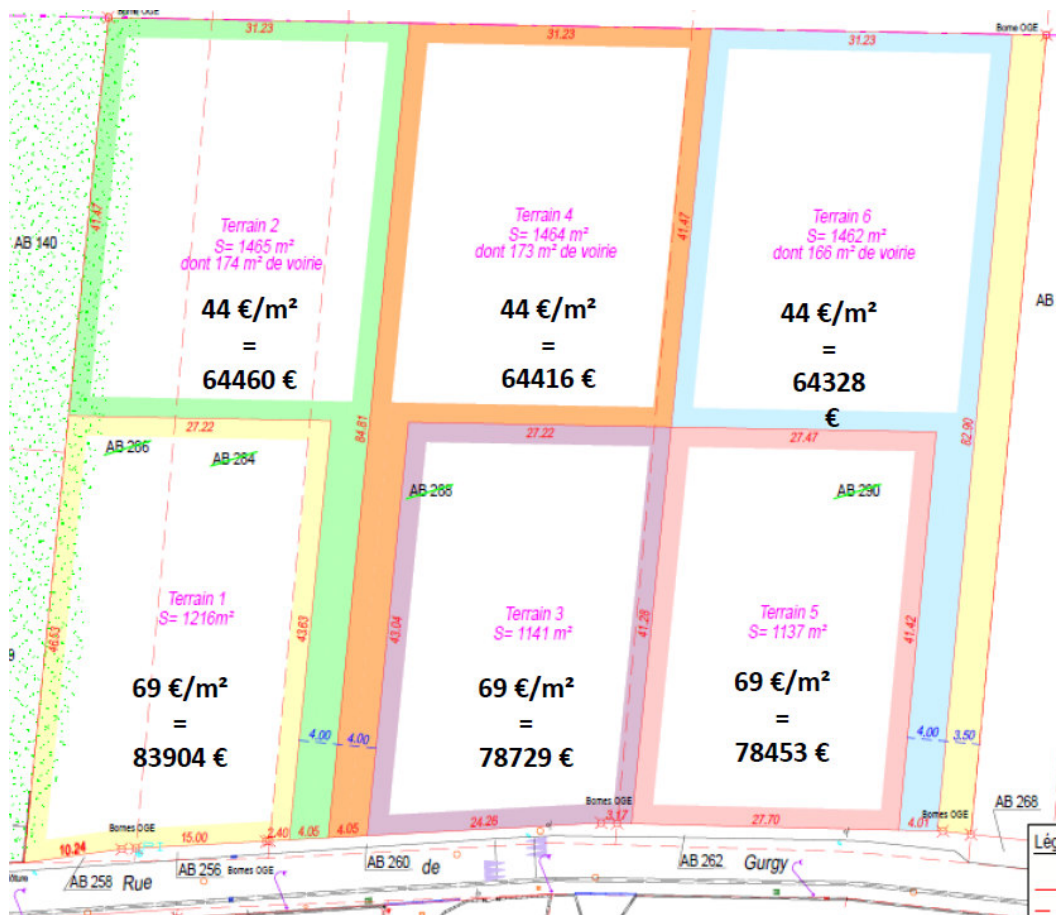 Borne OGE
Borne OGE
31.23
31.23
31.23
41.47
41.47
AB 140
AB
Terrain 2
S= 1465 m²
dont 174 m² de voirie
44 €/m²
=
64460 €
Terrain 4
S= 1464 m²
dont 173 m² de voirie
44 €/m²
=
64416 €
Terrain 6
S= 1462 m²
dont 166 m² de voirie
44 €/m²
=
64328
€
27.22
84.81
27.22
27.47
82.90
AB 286
AB 284
AB 288
AB 290
46.53
43.63
43.04
41.28
41.42
9
Terrain 1
S= 1216m²
69 €/m²
=
83904 €
Terrain 3
S= 1141 m²
69 €/m²
=
78729 €
Terrain 5
S= 1137 m²
69 €/m²
=
78453 €
4.00
4.00
4.00
3.50
Bornes OGE
Bornes OGE
Bornes OGE
AB 268
10.24
15.00
2.40
4.05
4.05
24.26
3.17
27.70
4.01
Lég
AB 258
Rue
AB 256
Bornes OGE
AB 260
de
AB 262
Gurgy